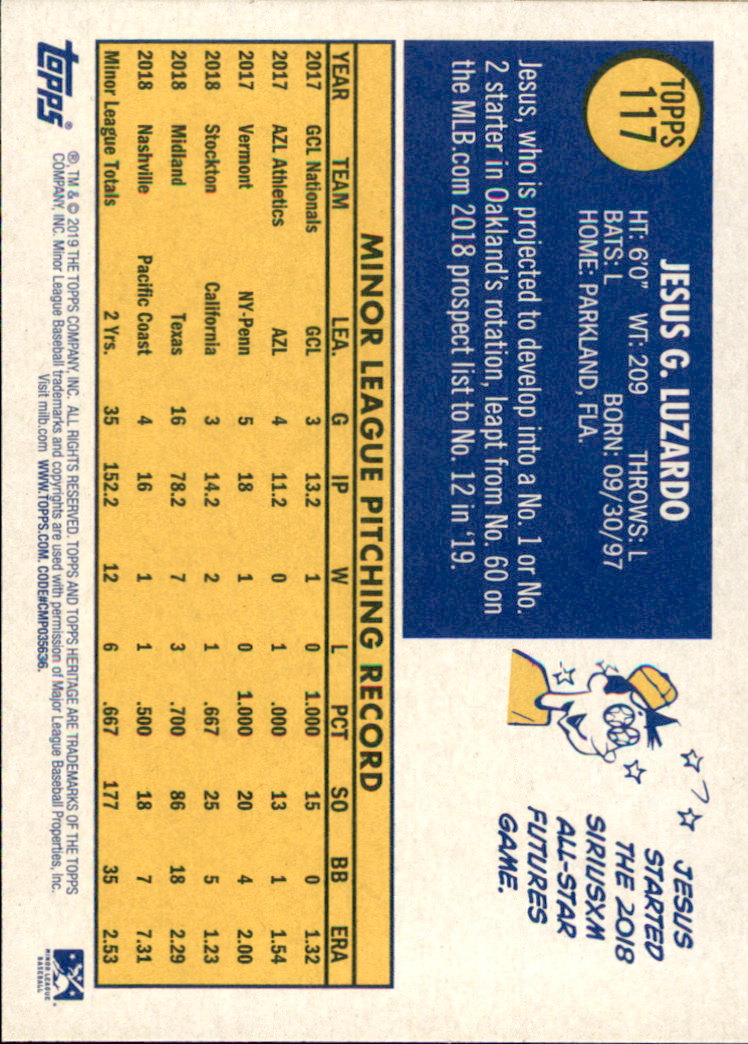 TOPPS
117
JESUS G. LUZARDO
HT: 6'0" WT: 209 THROWS: L
BATS: L BORN: 09/30/97
HOME: PARKLAND, FLA.
Jesus, who is projected to develop into a No. 1 or No.
2 starter in Oakland's rotation, leapt from No. 60 on
the MLB.com 2018 prospect list to No. 12 in '19.
JESUS
STARTED
THE 2018
SIRIUSXM
ALL-STAR
FUTURES
GAME.
MINOR LEAGUE PITCHING RECORD
YEAR TEAM LEA. G IP W L PCT SO BB ERA
2017 GCL Nationals GCL 3 13.2 1 0 1.000 15 0 1.32
2017 AZL Athletics AZL 4 11.2 0 1 .000 13 1 1.54
2017 Vermont NY-Penn 5 18 1 0 1.000 20 4 2.00
2018 Stockton California 3 14.2 2 1 .667 25 5 1.23
2018 Midland Texas 16 78.2 7 3 .700 86 18 2.29
2018 Nashville Pacific Coast 4 16 1 1 .500 18 7 7.31
Minor League Totals 2 Yrs. 35 152.2 12 6 .667 177 35 2.53
topps®
®, TM & © 2019 THE TOPPS COMPANY, INC. ALL RIGHTS RESERVED. TOPPS AND TOPPS HERITAGE ARE TRADEMARKS OF THE TOPPS
COMPANY, INC. Minor League Baseball trademarks and copyrights are used with permission of Major League Baseball Properties, Inc.
Visit milb.com WWW.TOPPS.COM. CODE#CMP035636.
MINOR LEAGUE
BASEBALL